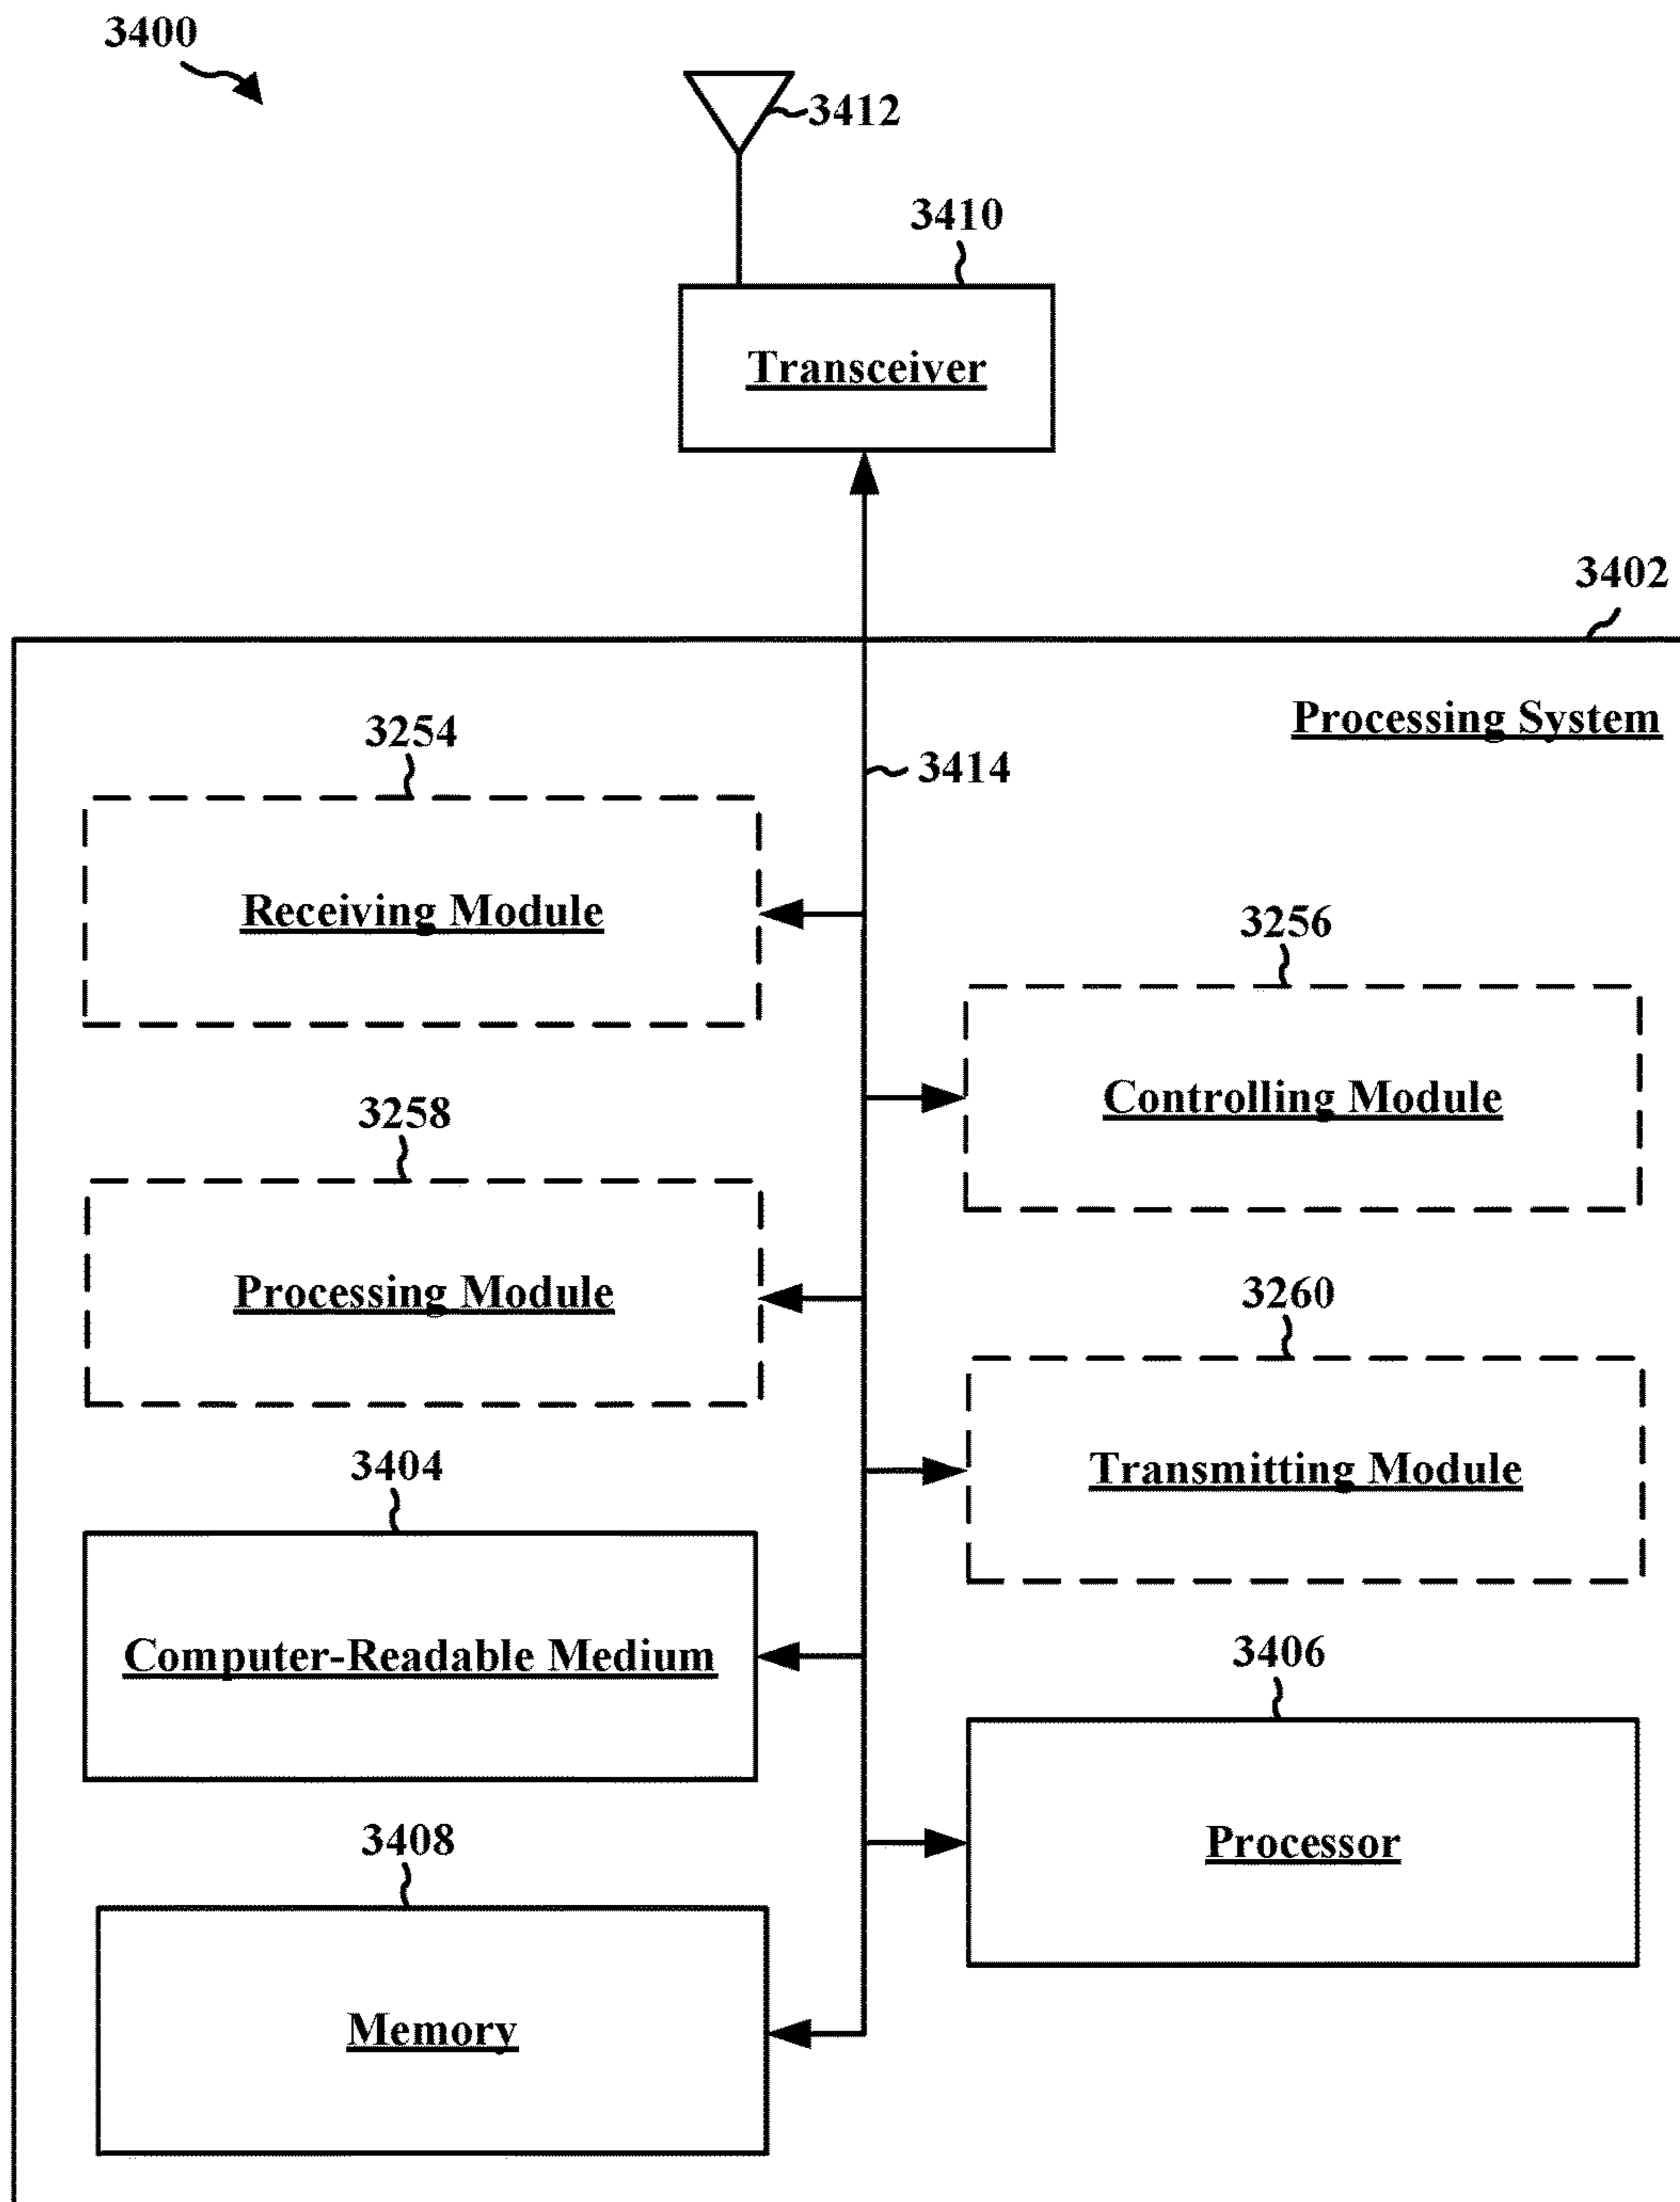 3400
3412
3410
Transceiver
3402
Processing System
3254
3414
Receiving Module
3256
Controlling Module
3258
Processing Module
3260
Transmitting Module
3404
Computer-Readable Medium
3406
Processor
3408
Memory